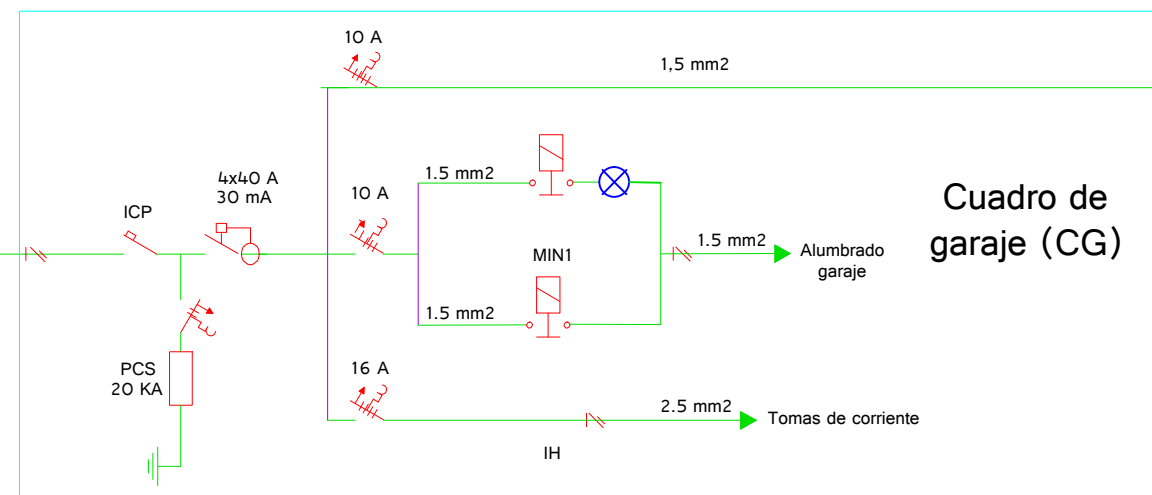 10 A
1,5 mm2
4x40 A
30 mA
ICP
10 A
1.5 mm2
MIN1
1.5 mm2
1.5 mm2
Alumbrado
garaje
Cuadro de
garaje (CG)
PCS
20 KA
16 A
2.5 mm2
Tomas de corriente
IH